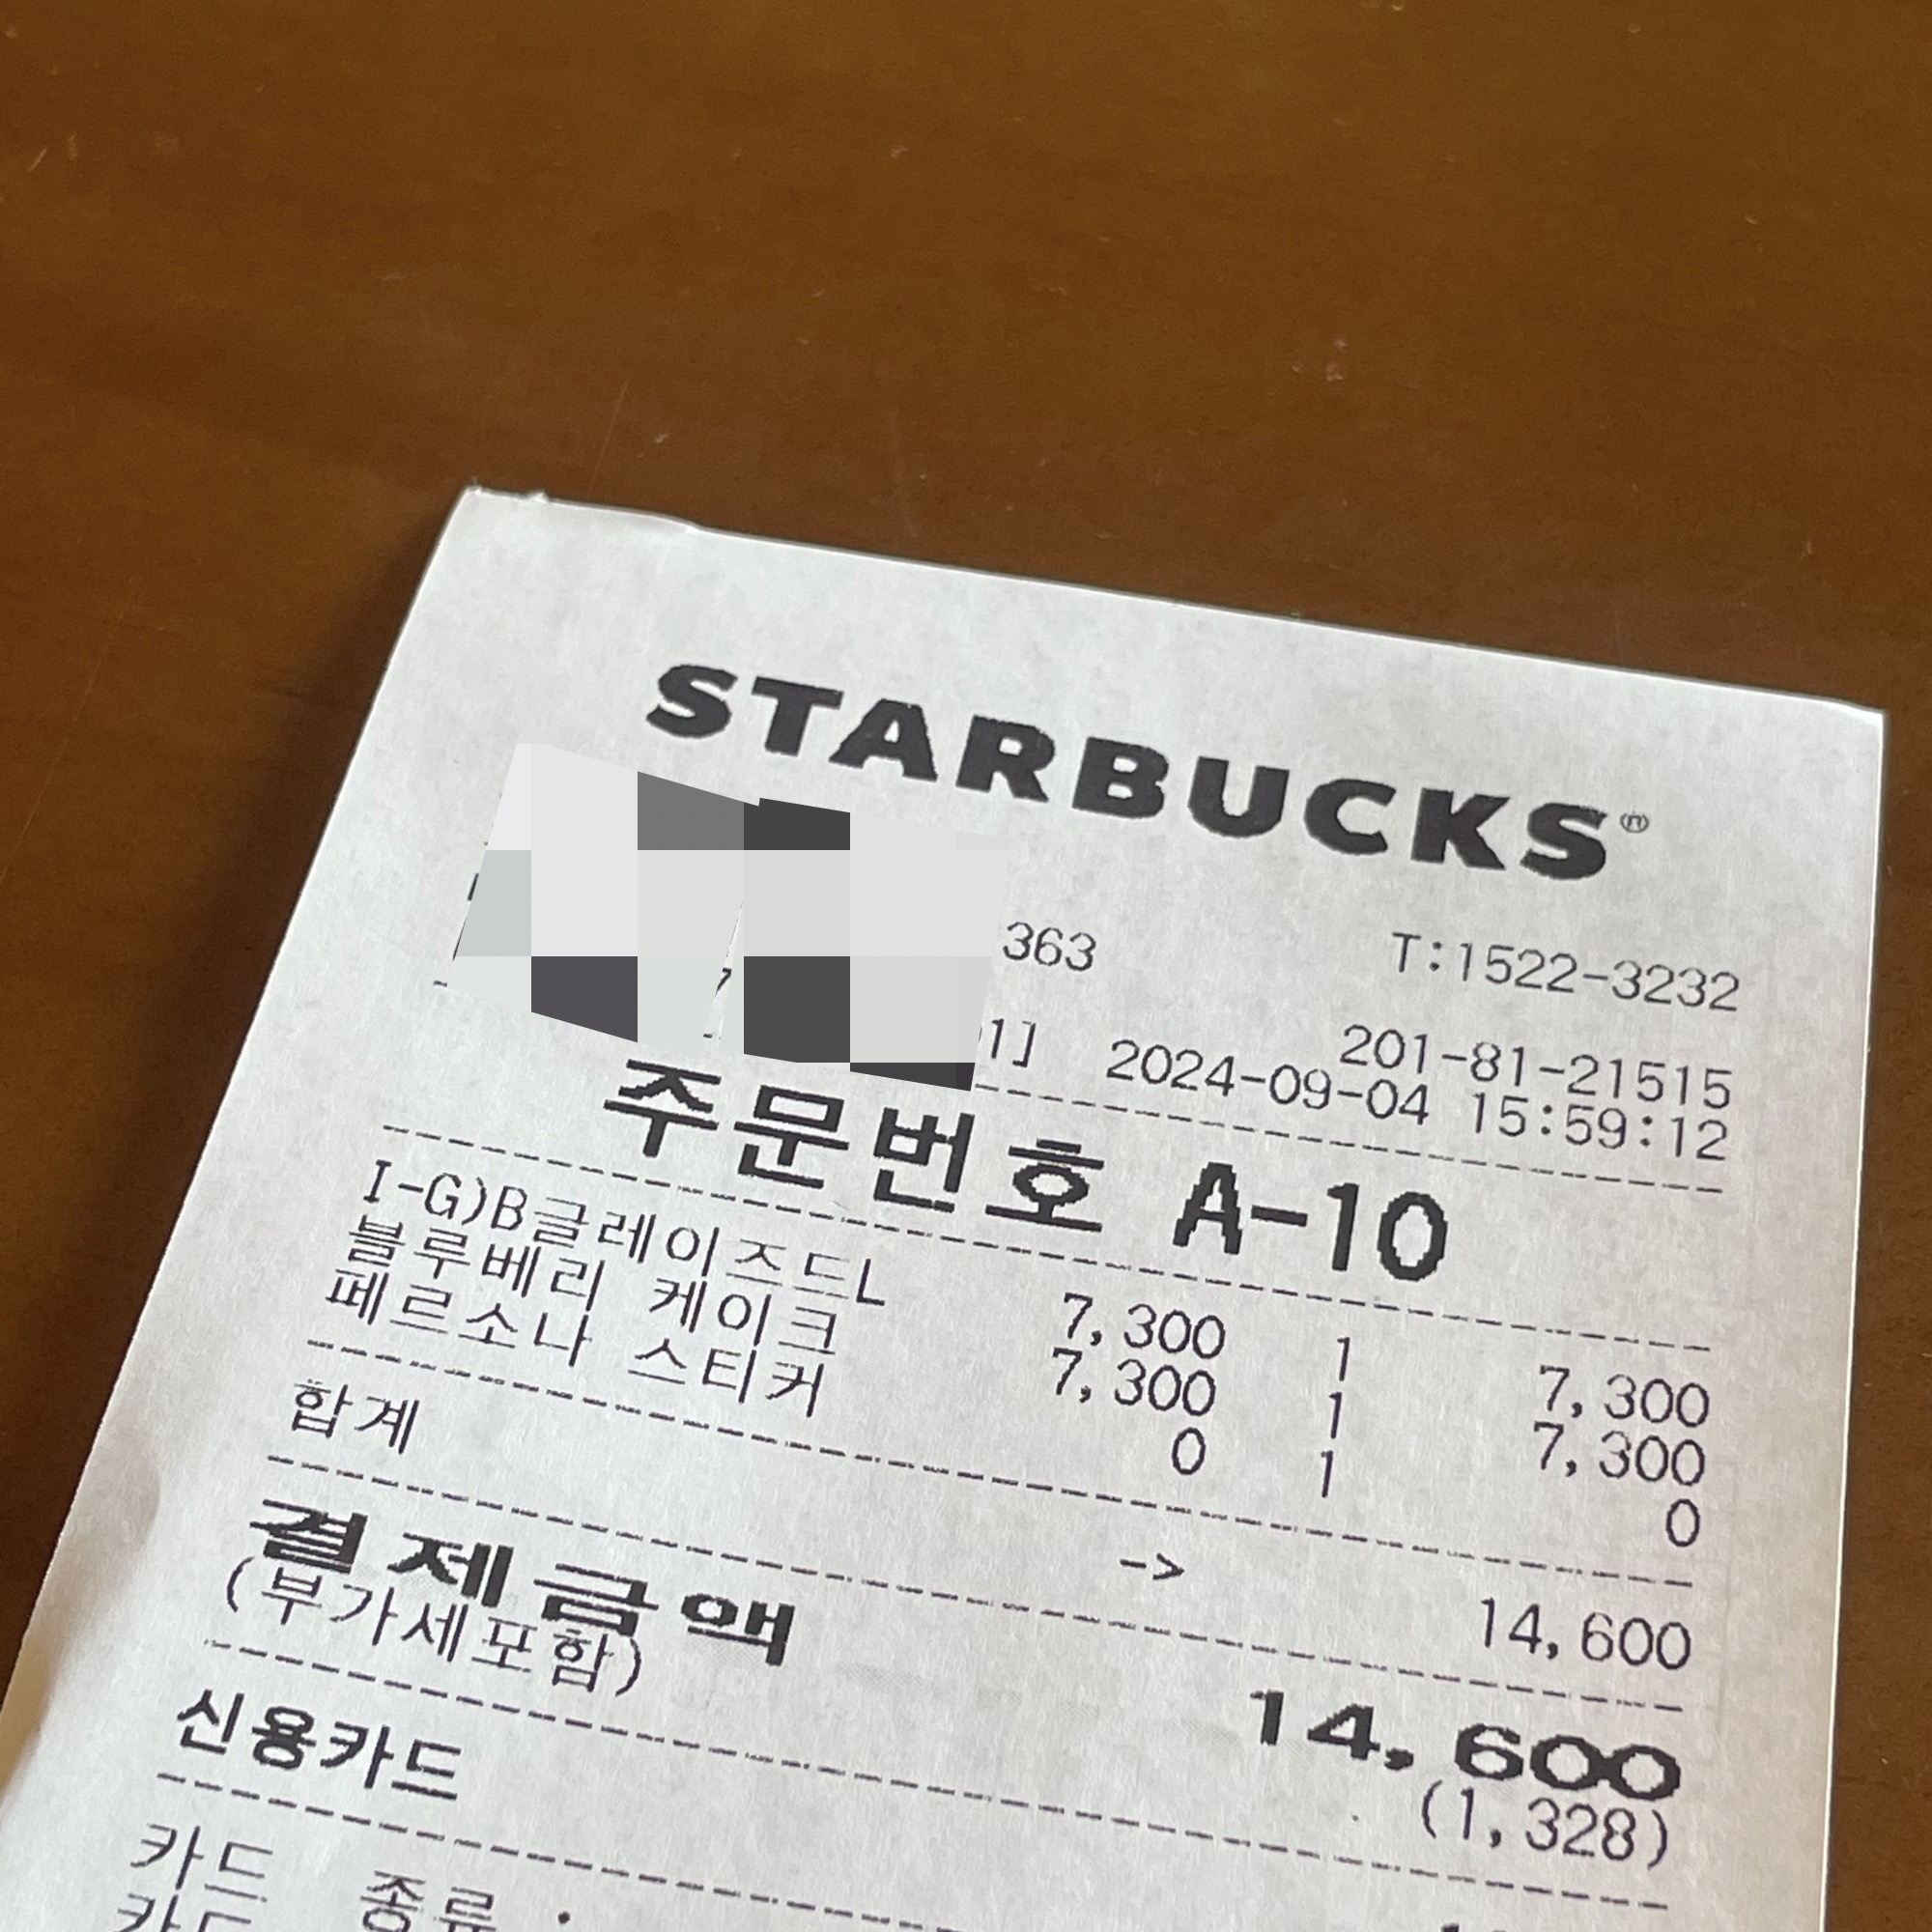 STARBUCKS®
363 T:1522-3232
201-81-21515
1] 2024-09-04 15:59:12
주문번호 A-10
I-G)B글레이즈드L 7,300 1 7,300
블루베리 케이크 7,300 1 7,300
페르소나 스티커 0 1 0
합계 -> 14,600
결제금액 14,600
(부가세포함) (1,328)
신용카드
카드 종류 :
카드